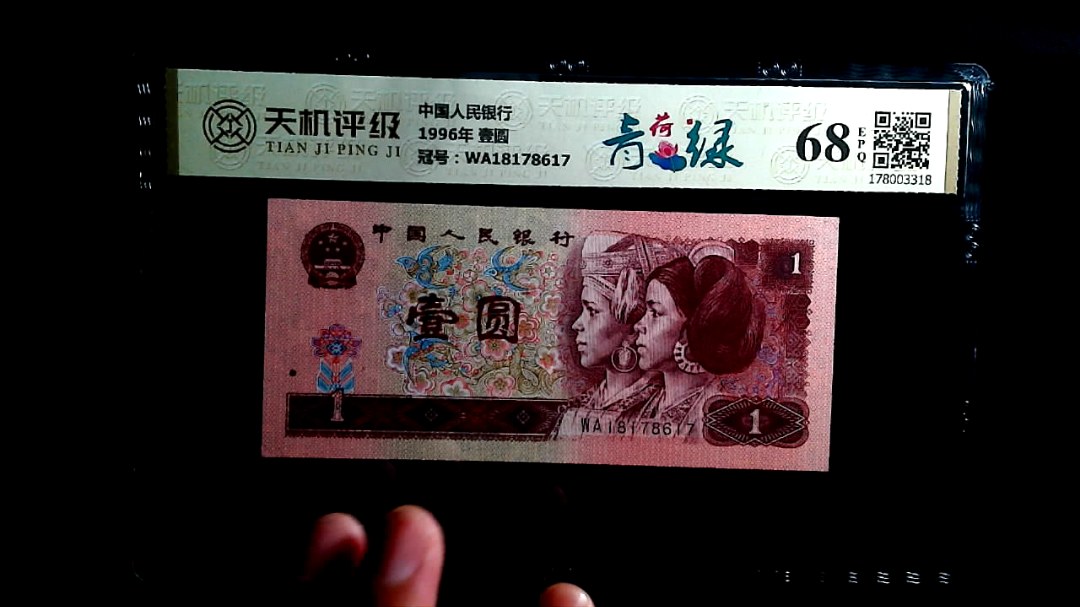 天机评级
TIAN JI PING JI
中国人民银行
1996年 壹圆
冠号：WA18178617
青荷绿
68
EPQ
178003318
中国人民银行
壹圆
1
1
1
WA18178617